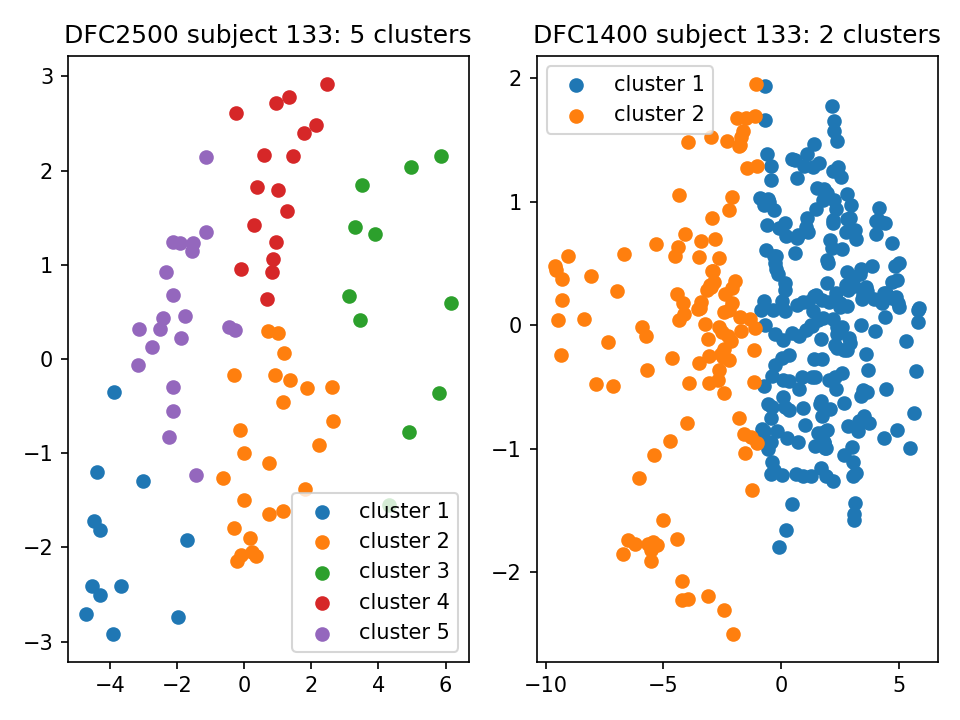 DFC2500 subject 133: 5 clusters
3
2
1
0
−1
−2
−3
−4
−2
0
2
4
6
cluster 1
cluster 2
cluster 3
cluster 4
cluster 5
DFC1400 subject 133: 2 clusters
cluster 1
cluster 2
2
1
0
−1
−2
−10
−5
0
5